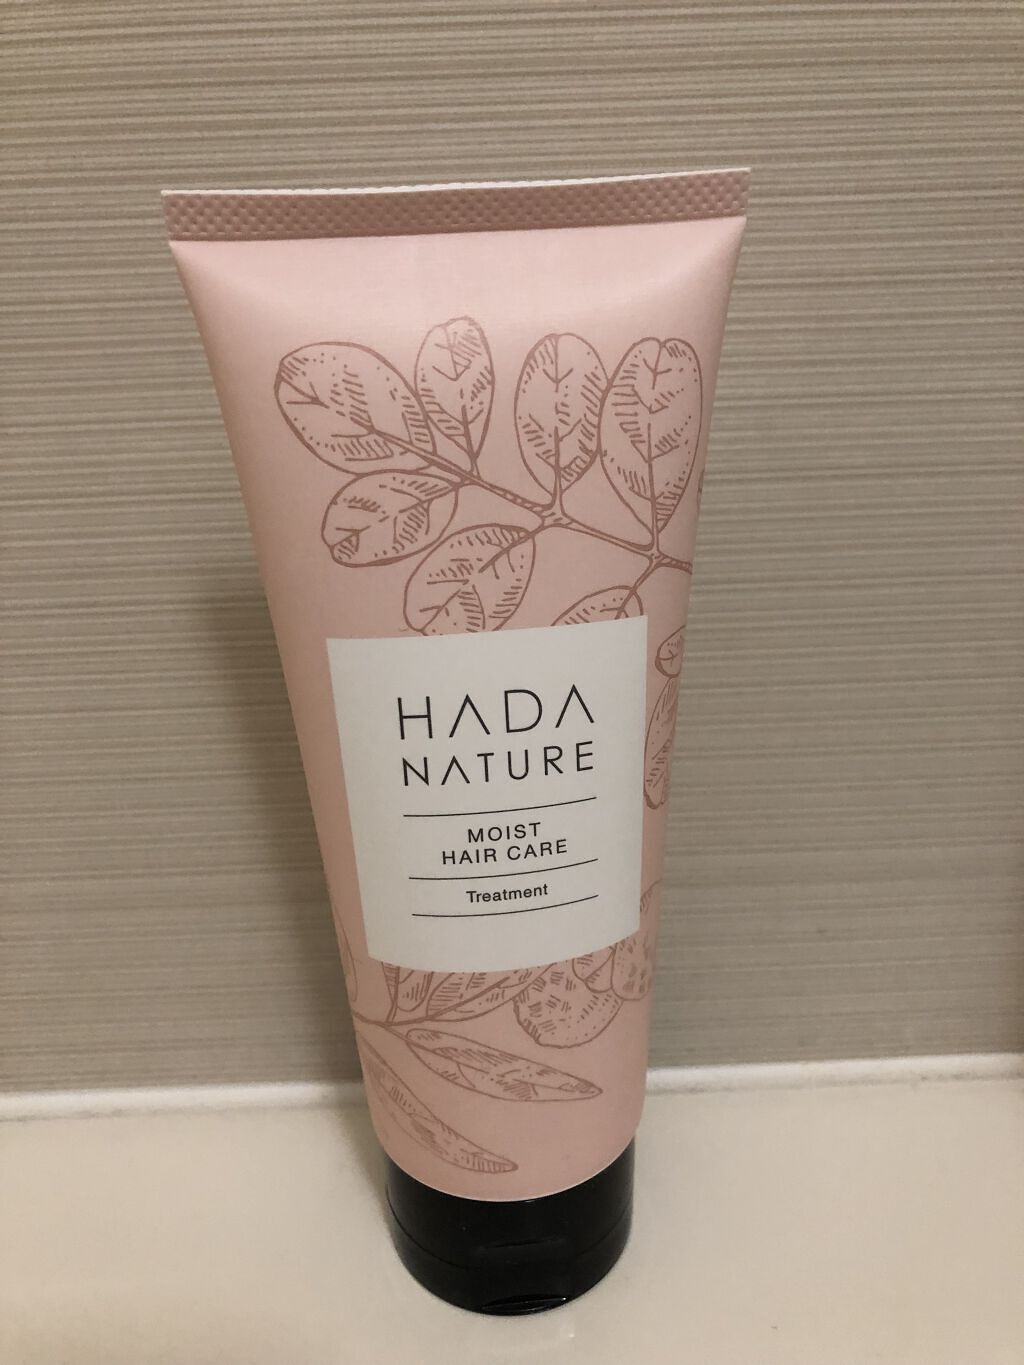 HADA
NATURE
MOIST
HAIR CARE
Treatment